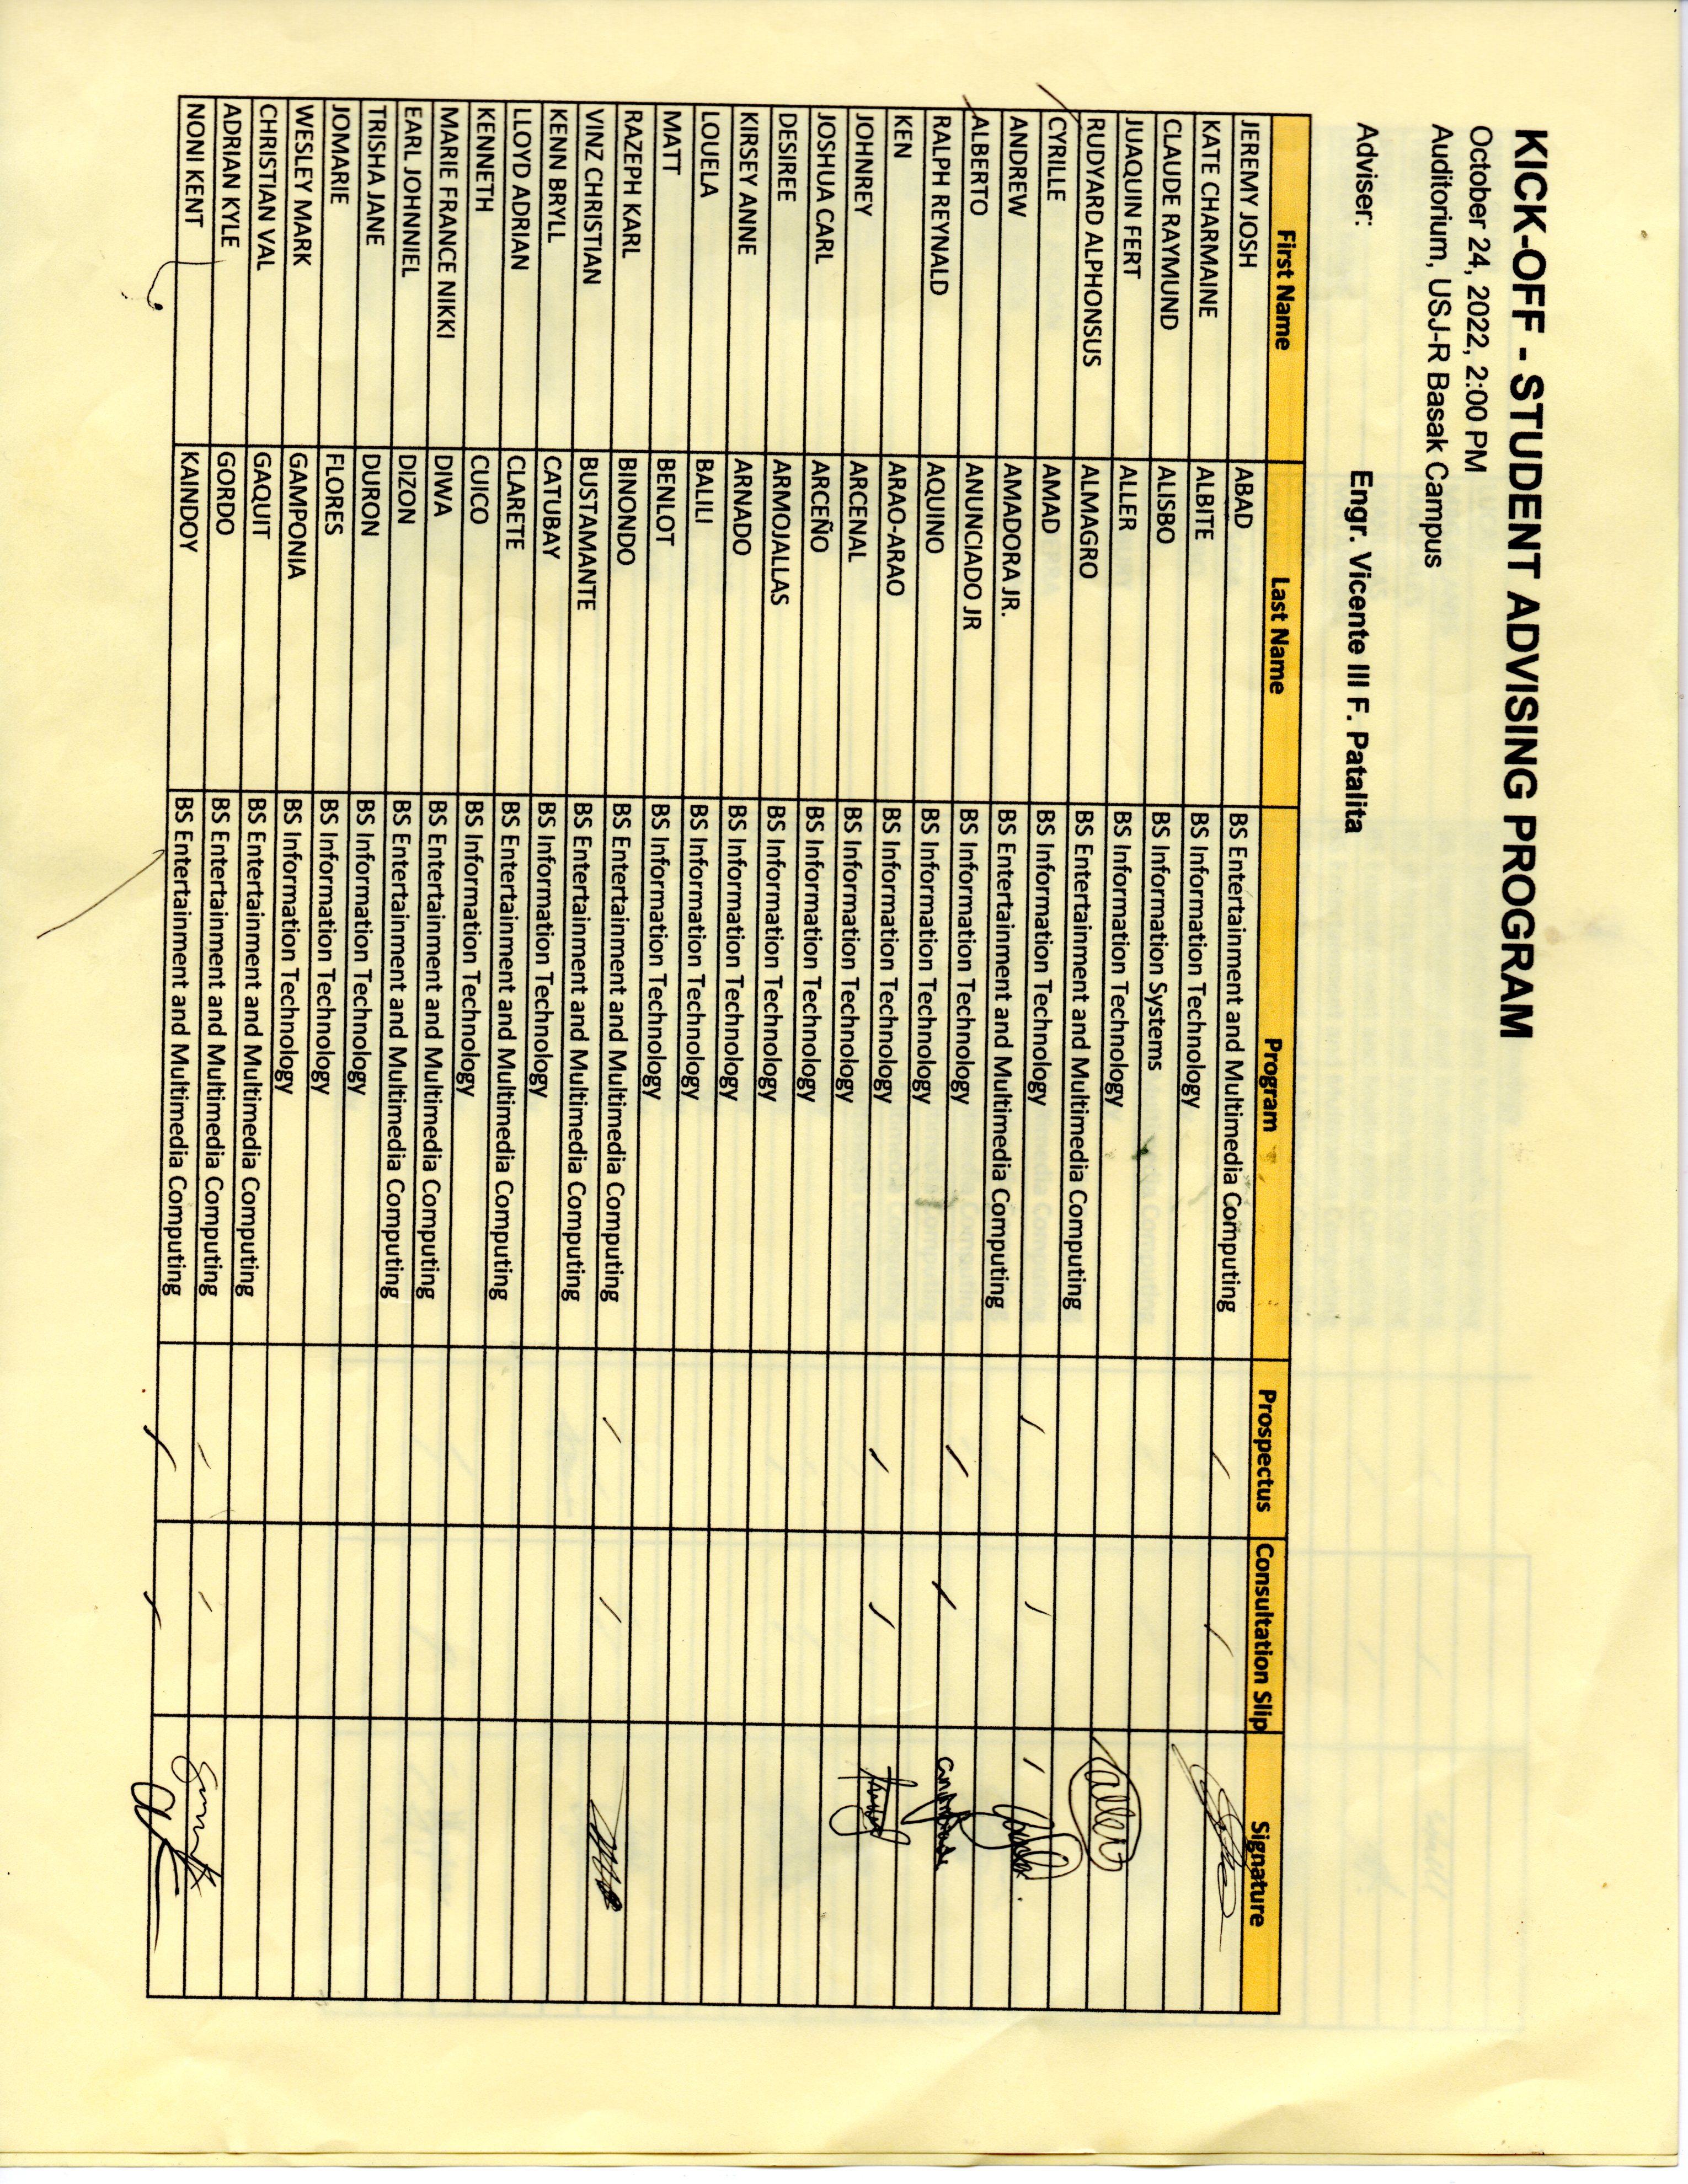 KICK-OFF - STUDENT ADVISING PROGRAM
October 24, 2022, 2:00 PM
Auditorium, USJ-R Basak Campus
Adviser: Engr. Vicente III F. Patalita
First Name Last Name Program Prospectus Consultation Slip Signature
JEREMY JOSH ABAD BS Entertainment and Multimedia Computing
KATE CHARMAINE ALBITE BS Information Technology
CLAUDE RAYMUND ALISBO BS Information Systems
JUAQUIN FERT ALLER BS Information Technology
RUDYARD ALPHONSUS ALMAGRO BS Entertainment and Multimedia Computing
CYRILLE AMAD BS Information Technology
ANDREW AMADORA JR. BS Entertainment and Multimedia Computing
ALBERTO ANUNCIADO JR BS Information Technology
RALPH REYNALD AQUINO BS Information Technology
KEN ARAO-ARAO BS Information Technology
JOHNREY ARCENAL BS Information Technology
JOSHUA CARL ARCEÑO BS Information Technology
DESIREE ARMOJALLAS BS Information Technology
KIRSEY ANNE ARNADO BS Information Technology
LOUELA BALILI BS Information Technology
MATT BENLOT BS Information Technology
RAZEPH KARL BINONDO BS Entertainment and Multimedia Computing
VINZ CHRISTIAN BUSTAMANTE BS Entertainment and Multimedia Computing
KENN BRYLL CATUBAY BS Information Technology
LLOYD ADRIAN CLARETE BS Entertainment and Multimedia Computing
KENNETH CUICO BS Information Technology
MARIE FRANCE NIKKI DIWA BS Entertainment and Multimedia Computing
EARL JOHNNIEL DIZON BS Entertainment and Multimedia Computing
TRISHA JANE DURON BS Information Technology
JOMARIE FLORES BS Information Technology
WESLEY MARK GAMPONIA BS Information Technology
CHRISTIAN VAL GAQUIT BS Entertainment and Multimedia Computing
ADRIAN KYLE GORDO BS Entertainment and Multimedia Computing
NONI KENT KAINDOY BS Entertainment and Multimedia Computing